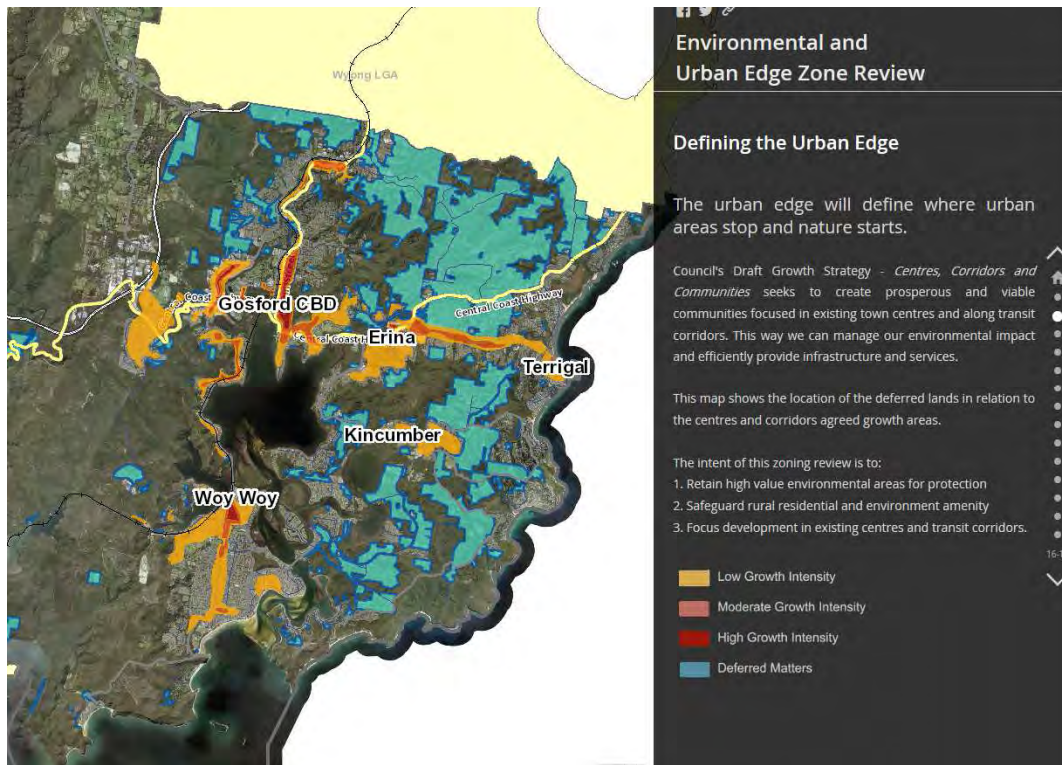 Wyong LGA
Gosford CBD
Central Coast Highway
Erina
Terrigal
Kincumber
Woy Woy
Environmental and
Urban Edge Zone Review
Defining the Urban Edge
The urban edge will define where urban
areas stop and nature starts.
Council's Draft Growth Strategy - Centres, Corridors and
Communities seeks to create prosperous and viable
communities focused in existing town centres and along transit
corridors. This way we can manage our environmental impact
and efficiently provide infrastructure and services.
This map shows the location of the deferred lands in relation to
the centres and corridors agreed growth areas.
The intent of this zoning review is to:
1. Retain high value environmental areas for protection
2. Safeguard rural residential and environment amenity
3. Focus development in existing centres and transit corridors.
Low Growth Intensity
Moderate Growth Intensity
High Growth Intensity
Deferred Matters